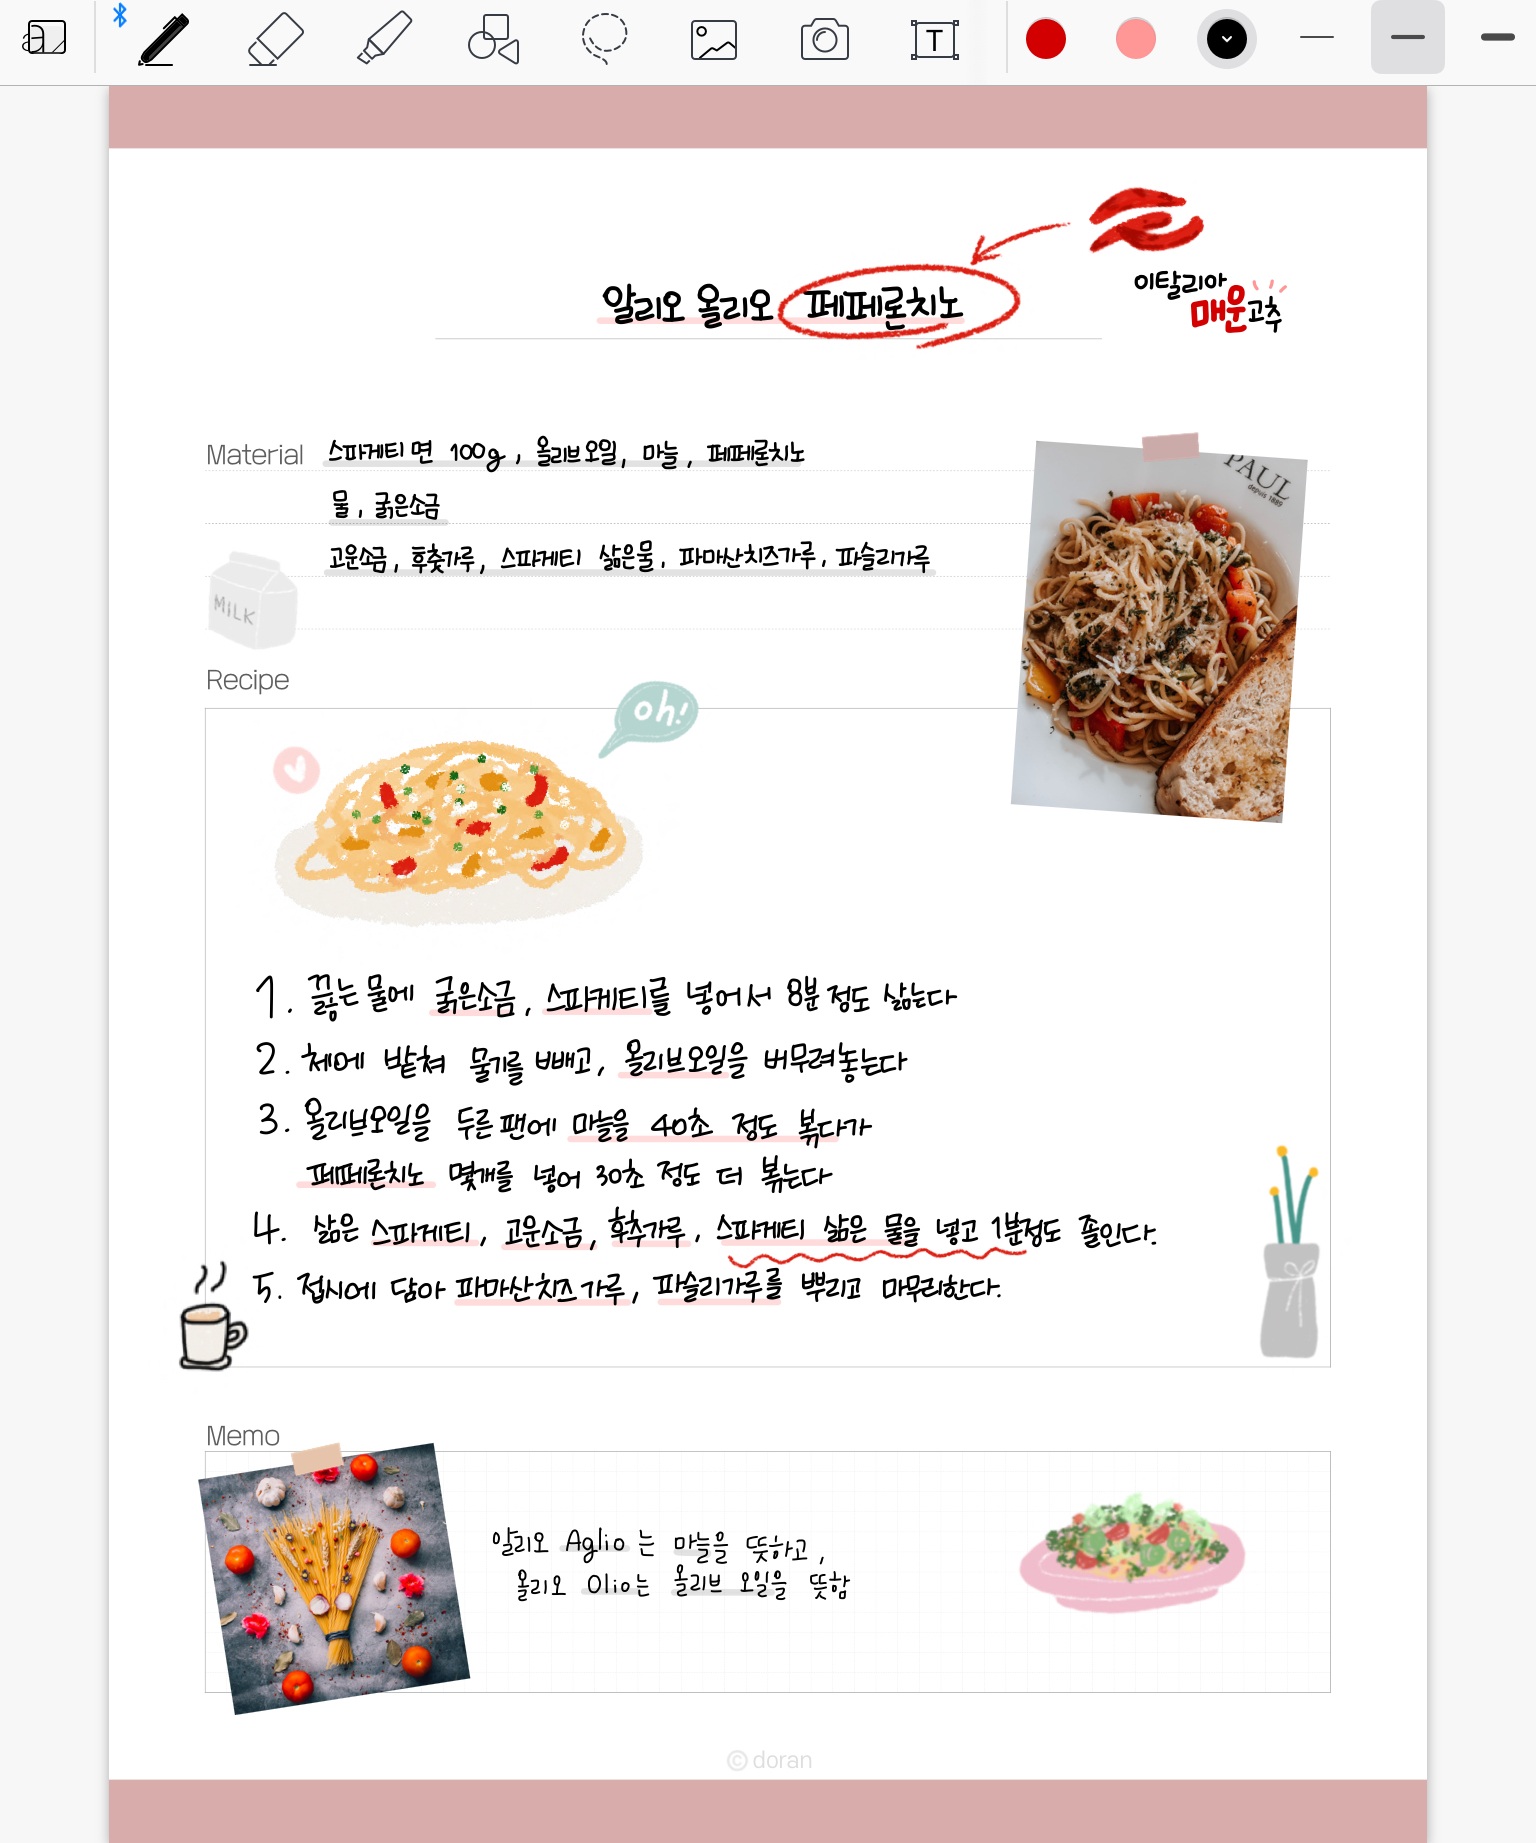 T
이탈리아
매운고추
알리오 올리오 페페론치노
Material 스파게티 면 100g, 올리브오일, 마늘, 페페론치노
물, 굵은소금
고운소금, 후춧가루, 스파게티 삶은물, 파마산치즈가루, 파슬리가루
MILK
PAUL
depuis 1889
Recipe
oh!
1. 끓는 물에 굵은소금, 스파게티를 넣어서 8분 정도 삶는다
2. 체에 밭쳐 물기를 빼고, 올리브오일을 버무려놓는다
3. 올리브오일을 두른 팬에 마늘을 40초 정도 볶다가
페페론치노 몇개를 넣어 30초 정도 더 볶는다
4. 삶은 스파게티, 고운소금, 후추가루, 스파게티 삶은 물을 넣고 1분정도 졸인다.
5. 접시에 담아 파마산치즈가루, 파슬리가루를 뿌리고 마무리한다.
Memo
알리오 Aglio 는 마늘을 뜻하고,
올리오 Olio는 올리브 오일을 뜻함
© doran